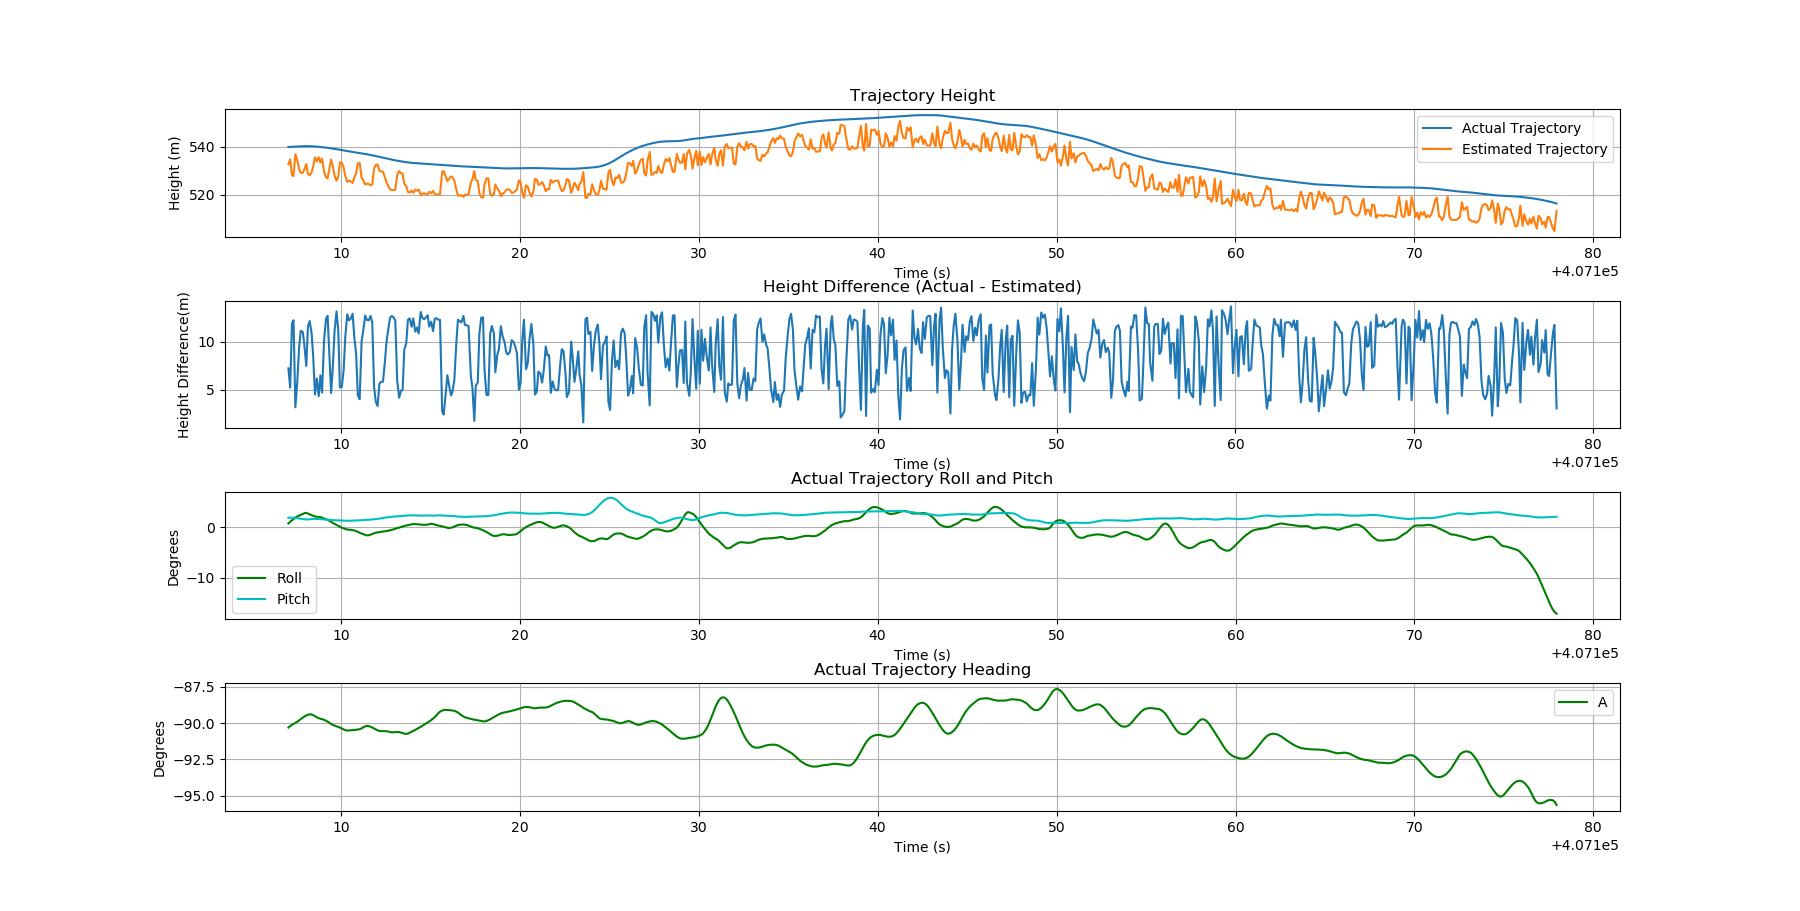 Trajectory Height
Height (m)
540
520
Actual Trajectory
Estimated Trajectory
10 20 30 40 50 60 70 80
Time (s)
+4.071e5
Height Difference (Actual - Estimated)
Height Difference(m)
10
5
10 20 30 40 50 60 70 80
Time (s)
+4.071e5
Actual Trajectory Roll and Pitch
Degrees
0
−10
Roll
Pitch
10 20 30 40 50 60 70 80
Time (s)
+4.071e5
Actual Trajectory Heading
Degrees
−87.5
−90.0
−92.5
−95.0
A
10 20 30 40 50 60 70 80
Time (s)
+4.071e5